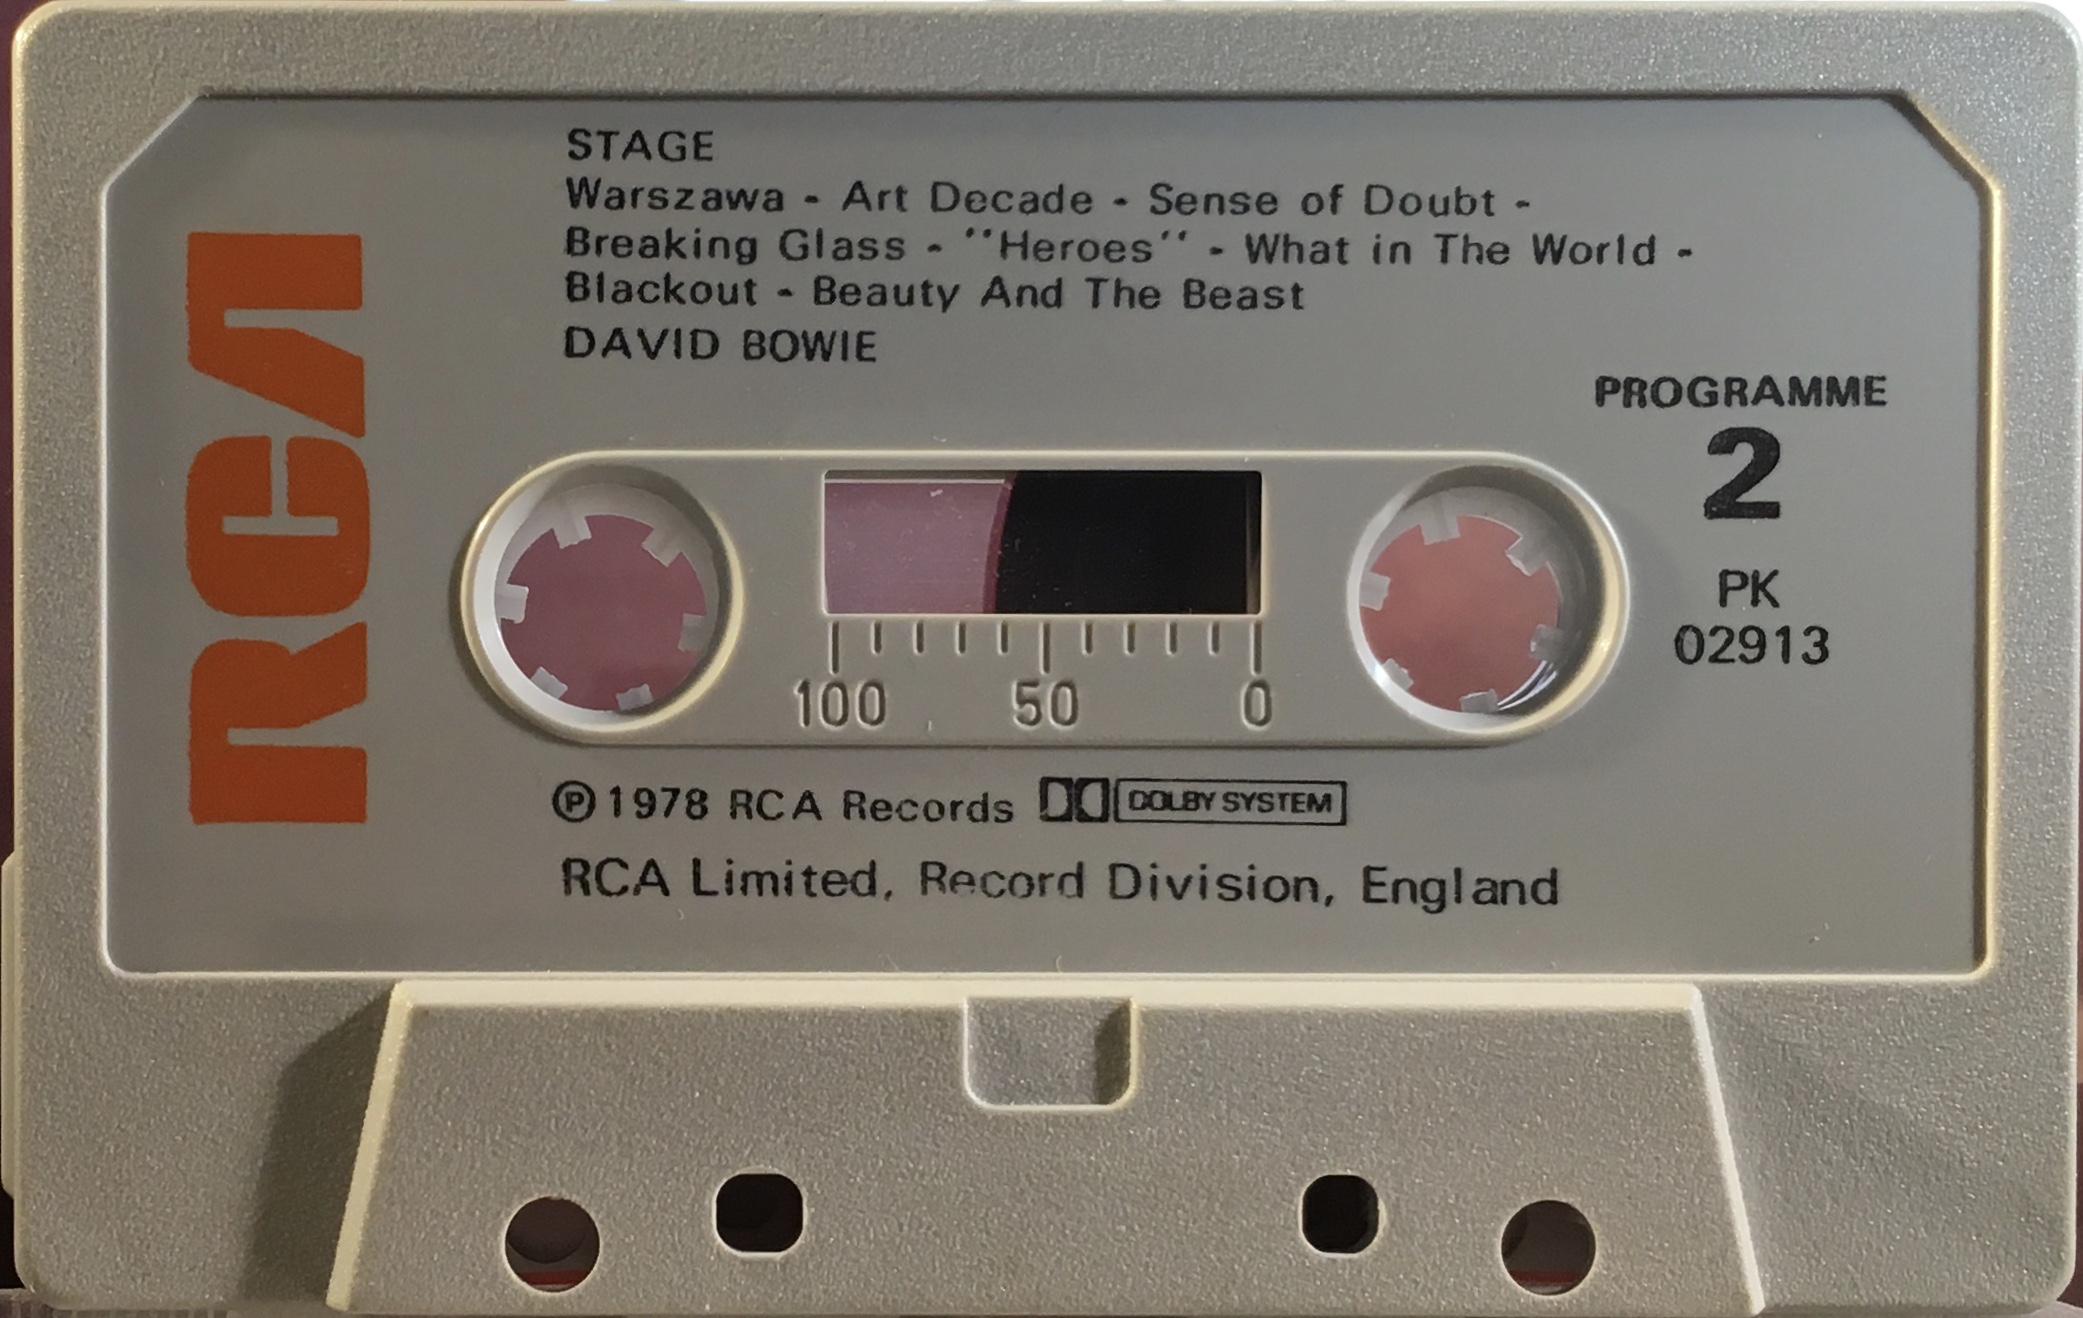 STAGE
Warszawa - Art Decade - Sense of Doubt -
Breaking Glass - ''Heroes'' - What in The World -
Blackout - Beauty And The Beast
DAVID BOWIE
RCA
PROGRAMME
2
PK
02913
100 50 0
Ⓟ 1978 RCA Records DOLBY SYSTEM
RCA Limited, Record Division, England